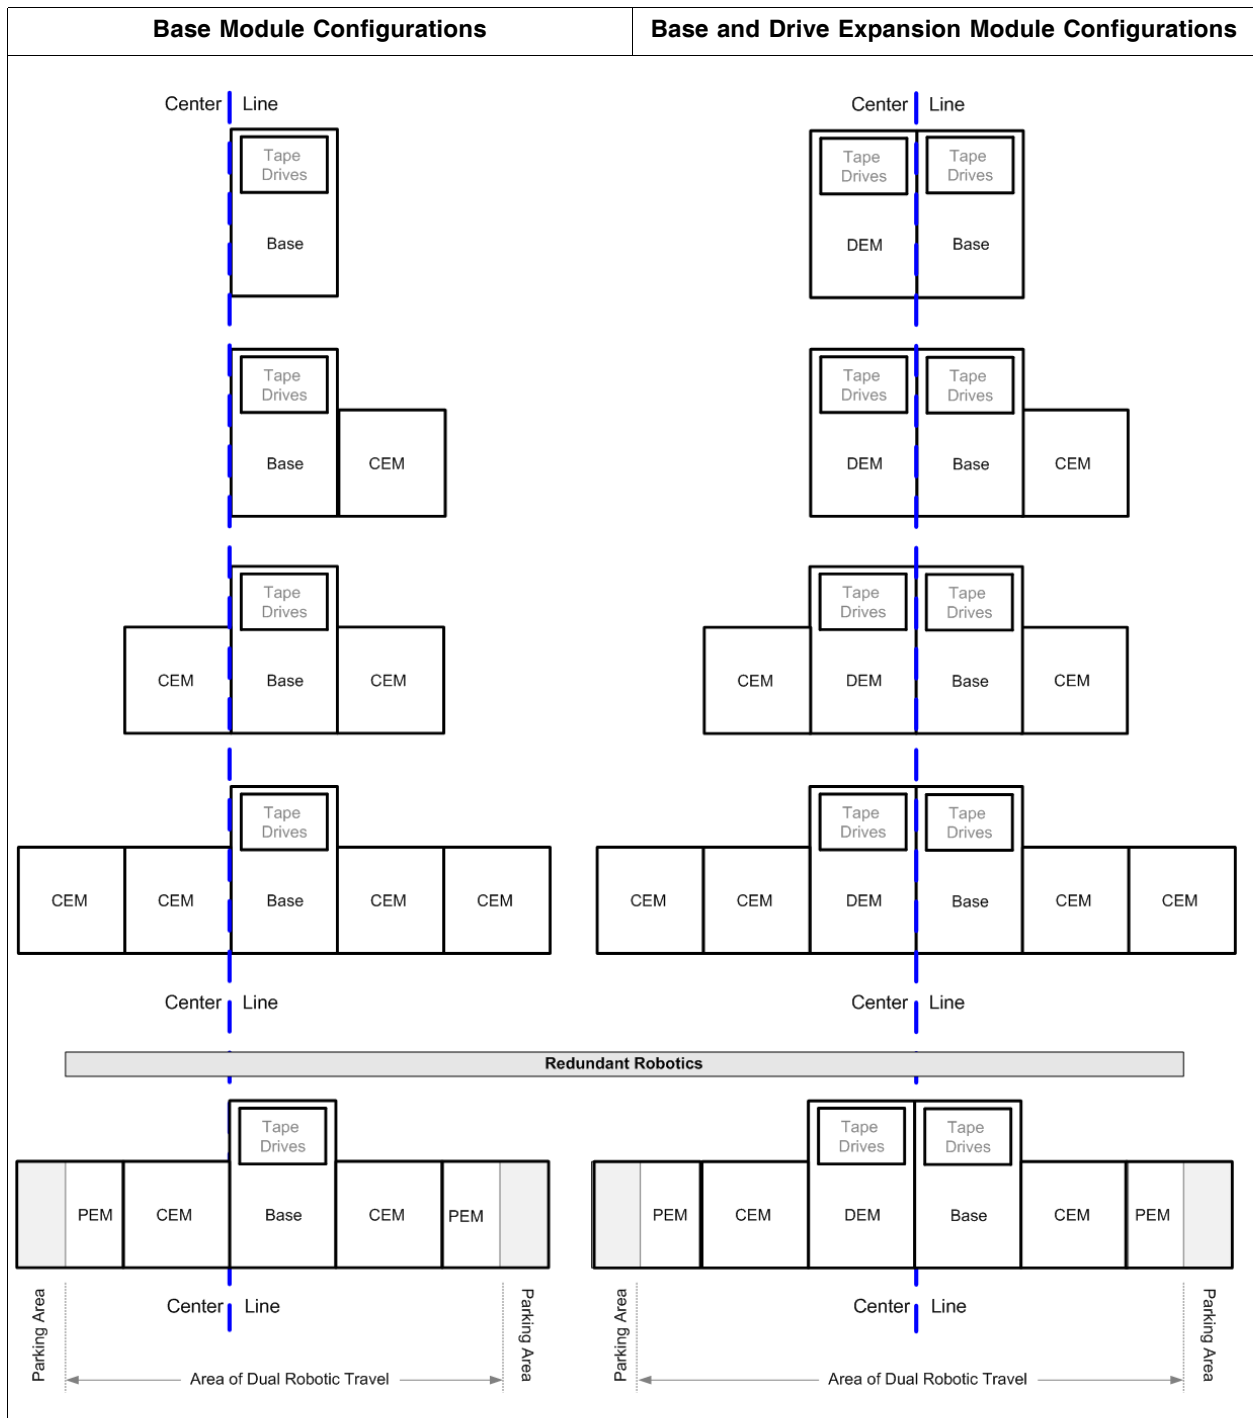 Base Module Configurations
Base and Drive Expansion Module Configurations
Center Line
Center Line
Tape
Drives
Base
Tape
Drives
DEM
Tape
Drives
Base
Tape
Drives
Base
CEM
Tape
Drives
DEM
Tape
Drives
Base
CEM
CEM
Tape
Drives
Base
CEM
CEM
Tape
Drives
DEM
Tape
Drives
Base
CEM
CEM
CEM
Tape
Drives
Base
CEM
CEM
CEM
CEM
Tape
Drives
DEM
Tape
Drives
Base
CEM
CEM
Center Line
Center Line
Redundant Robotics
PEM
CEM
Tape
Drives
Base
CEM
PEM
PEM
CEM
Tape
Drives
DEM
Tape
Drives
Base
CEM
PEM
Parking Area
Center Line
Parking Area
Parking Area
Center Line
Parking Area
Area of Dual Robotic Travel
Area of Dual Robotic Travel